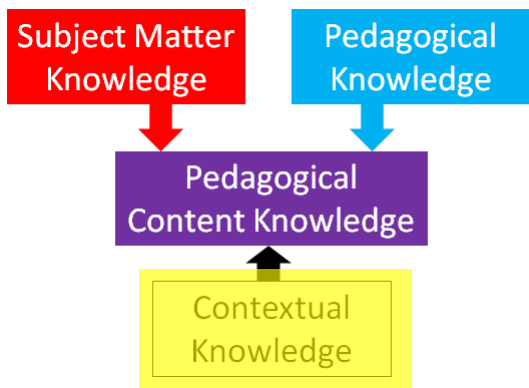 Subject Matter
Knowledge
Pedagogical
Knowledge
Pedagogical
Content Knowledge
Contextual
Knowledge